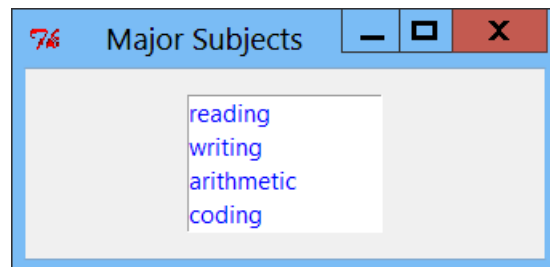 Major Subjects
reading
writing
arithmetic
coding